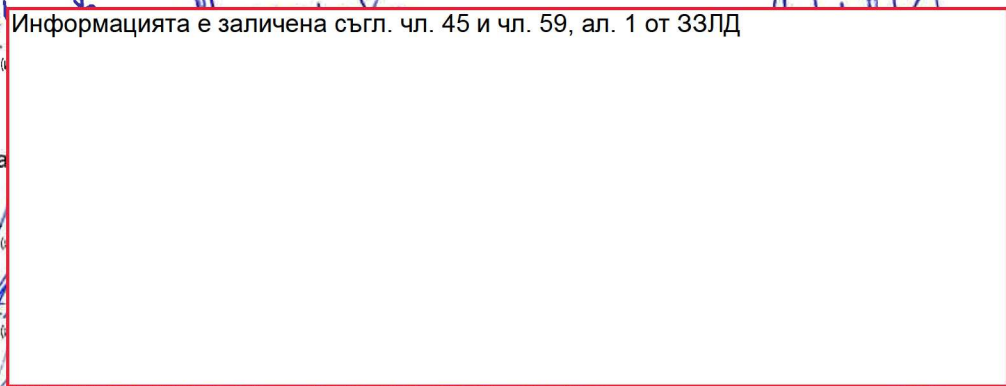 Информацията е заличена съгл. чл. 45 и чл. 59, ал. 1 от ЗЗЛД